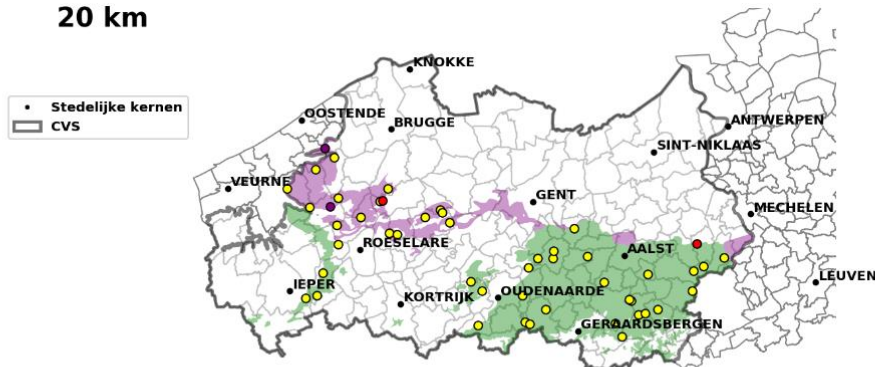 20 km
KNOKKE
Stedelijke kernen
CVS
OOSTENDE
BRUGGE
ANTWERPEN
SINT-NIKLAAS
VEURNE
GENT
MECHELEN
ROESELARE
AALST
LEUVEN
IEPER
KORTRIJK
OUDENAARDE
GERAARDSBERGEN